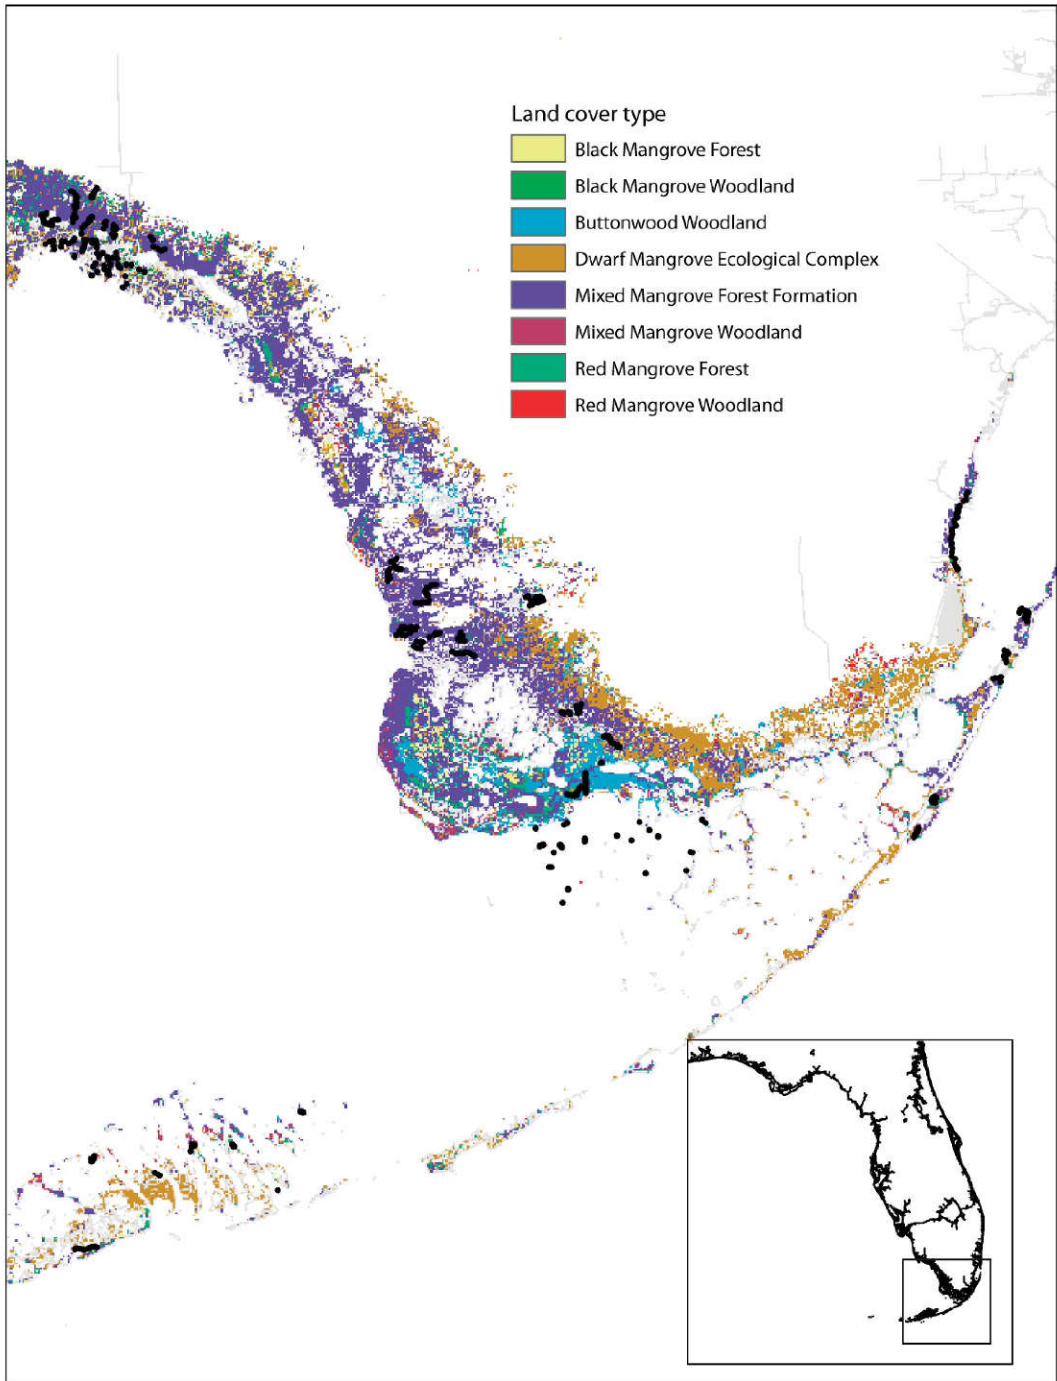 Land cover type
Black Mangrove Forest
Black Mangrove Woodland
Buttonwood Woodland
Dwarf Mangrove Ecological Complex
Mixed Mangrove Forest Formation
Mixed Mangrove Woodland
Red Mangrove Forest
Red Mangrove Woodland